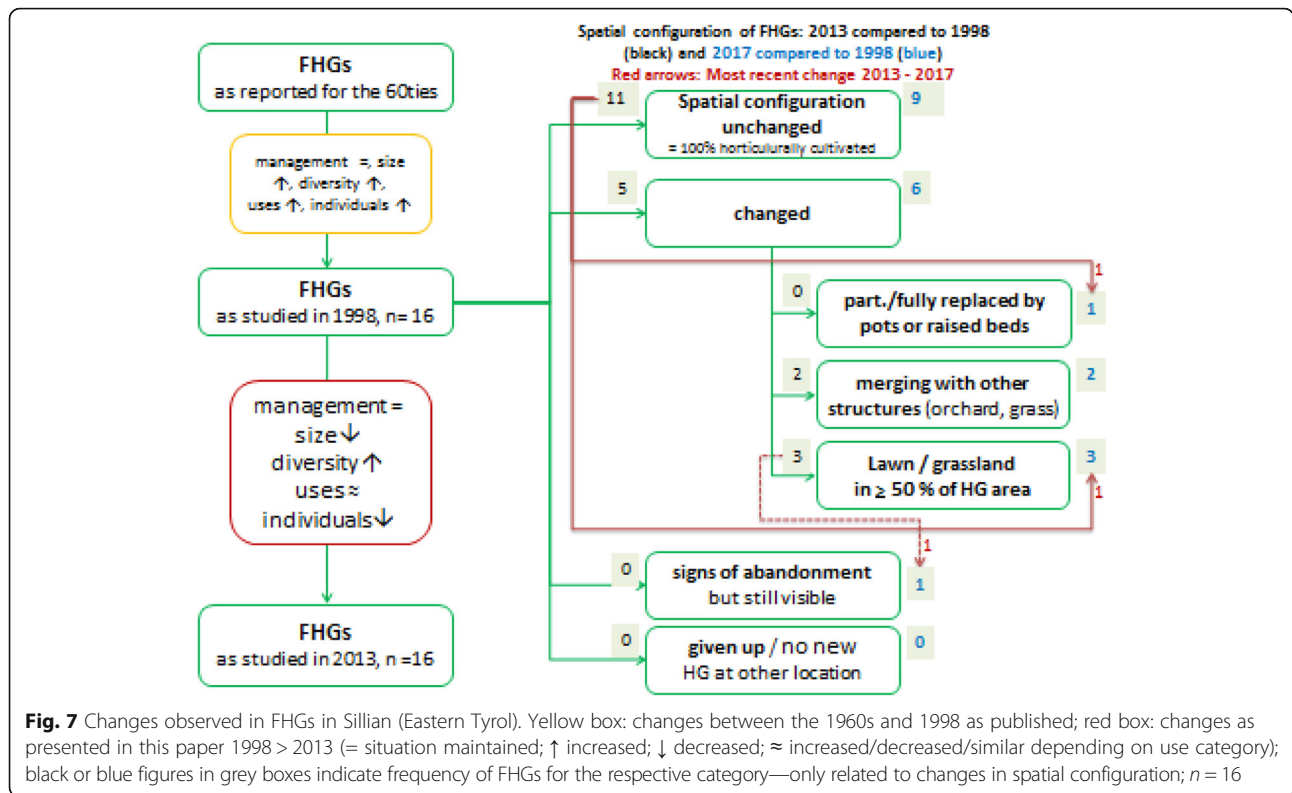 Spatial configuration of FHGs: 2013 compared to 1998
(black) and 2017 compared to 1998 (blue)
Red arrows: Most recent change 2013 - 2017
FHGs
as reported for the 60ties
management =, size
↑, diversity ↑,
uses ↑, individuals ↑
FHGs
as studied in 1998, n= 16
management =
size ↓
diversity ↑
uses ≈
individuals ↓
FHGs
as studied in 2013, n =16
11
Spatial configuration
unchanged
= 100% horticulurally cultivated
9
5
changed
6
0
part./fully replaced by
pots or raised beds
1
1
2
merging with other
structures (orchard, grass)
2
3
Lawn / grassland
in ≥ 50 % of HG area
3
1
1
0
signs of abandonment
but still visible
1
0
given up / no new
HG at other location
0
Fig. 7 Changes observed in FHGs in Sillian (Eastern Tyrol). Yellow box: changes between the 1960s and 1998 as published; red box: changes as
presented in this paper 1998 > 2013 (= situation maintained; ↑ increased; ↓ decreased; ≈ increased/decreased/similar depending on use category);
black or blue figures in grey boxes indicate frequency of FHGs for the respective category—only related to changes in spatial configuration; n = 16